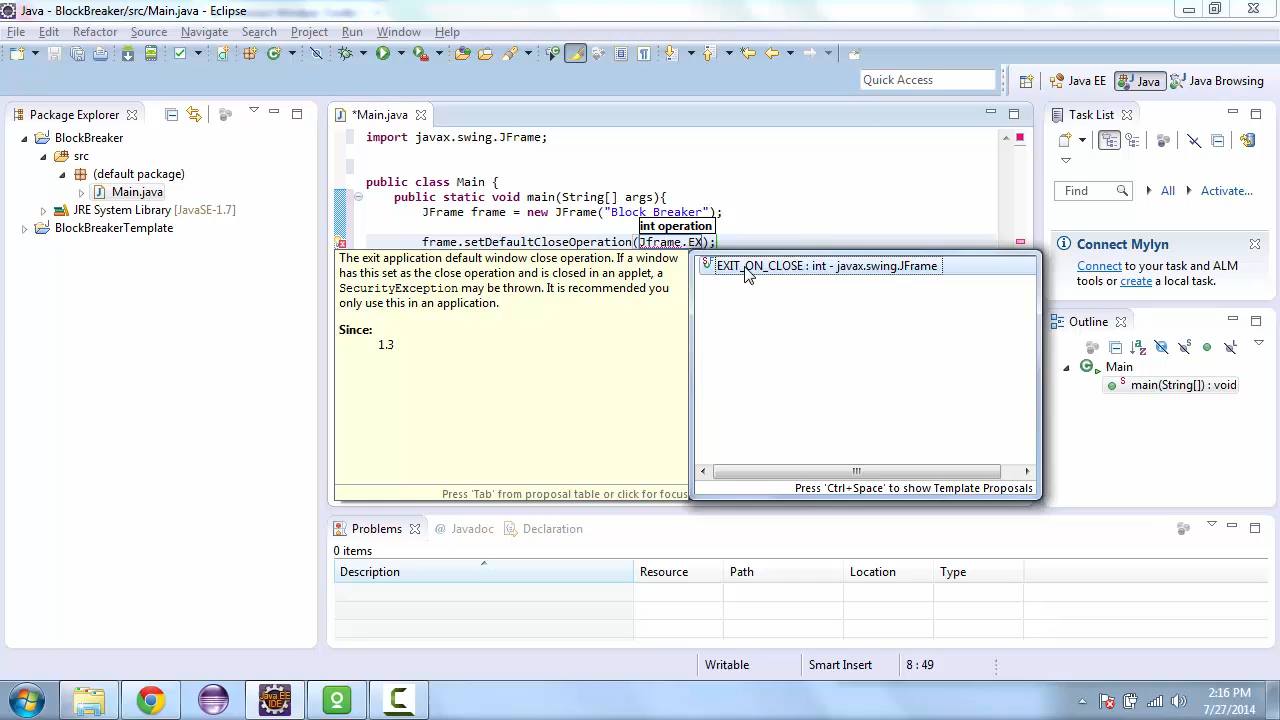 Java - BlockBreaker/src/Main.java - Eclipse
File Edit Refactor Source Navigate Search Project Run Window Help
Quick Access
Java EE Java Java Browsing
Package Explorer
BlockBreaker
src
(default package)
Main.java
JRE System Library [JavaSE-1.7]
BlockBreakerTemplate
*Main.java
import javax.swing.JFrame;
public class Main {
public static void main(String[] args){
JFrame frame = new JFrame("Block Breaker");
int operation
frame.setDefaultCloseOperation(Jframe.EX);
The exit application default window close operation. If a
window has this set as the close operation and is closed in an applet, a
SecurityException may be thrown. It is recommended you
only use this in an application.
Since:
1.3
Press 'Tab' from proposal table or click for focus
EXIT_ON_CLOSE : int - javax.swing.JFrame
Press 'Ctrl+Space' to show Template Proposals
Task List
Find All Activate...
Connect Mylyn
Connect to your task and ALM
tools or create a local task.
Outline
Main
main(String[]) : void
Problems @ Javadoc Declaration
0 items
Description Resource Path Location Type
Writable Smart Insert 8 : 49
Java EE
IDE
2:16 PM
7/27/2014